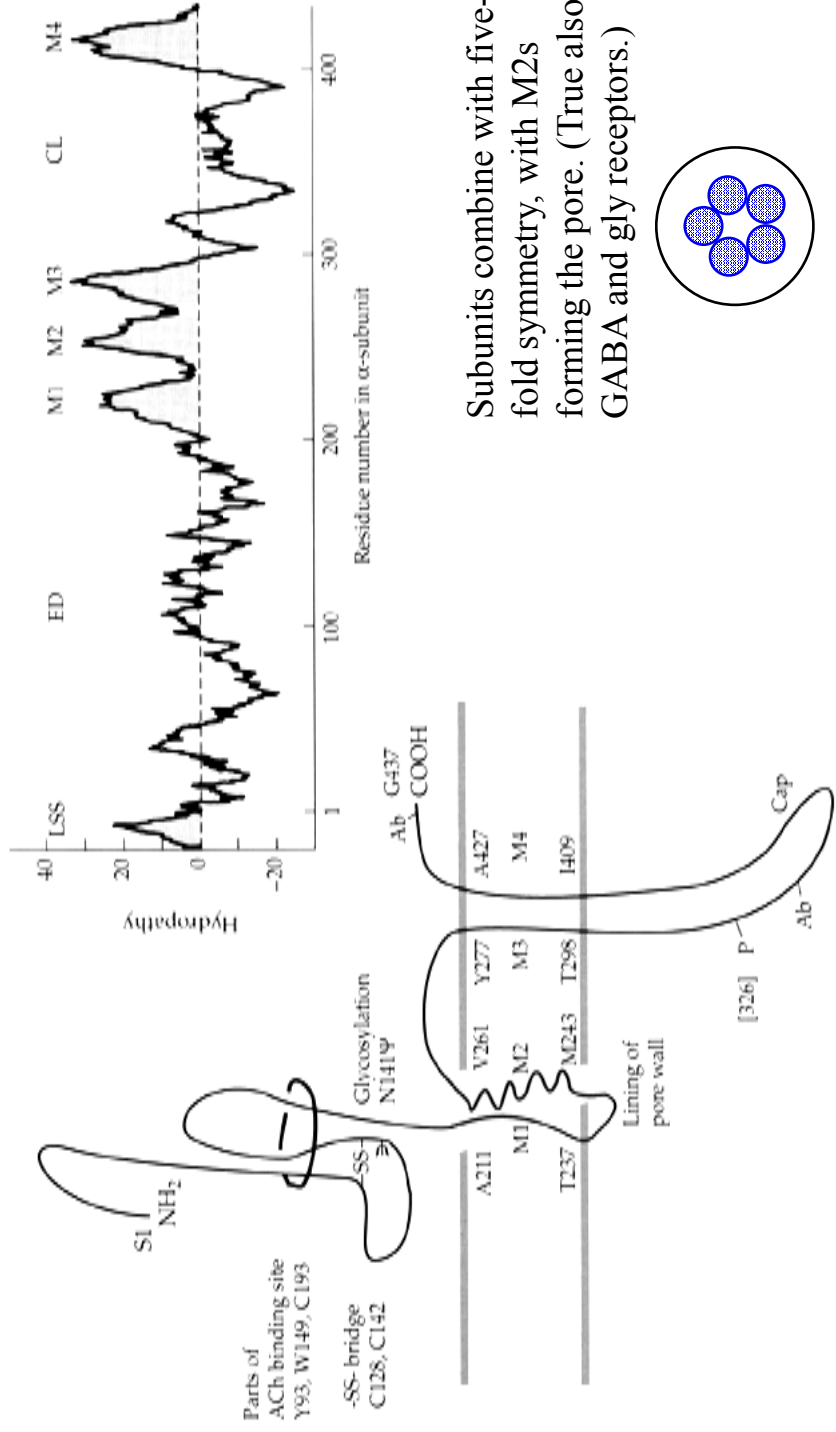 LSS
ED
M1
M2
M3
CL
M4
40
20
0
−20
Hydropathy
1
100
200
300
400
Residue number in α-subunit
S1
NH2
Parts of
ACh binding site
Y93, W149, C193
-SS- bridge
C128, C142
-SS-
Ψ
Glycosylation
N141Ψ
Ab
G437
COOH
A211
V261
Y277
A427
M1
M2
M3
M4
T237
M243
T298
I409
Lining of
pore wall
[326]
P
Ab
Cap
Subunits combine with five-
fold symmetry, with M2s
forming the pore. (True also
GABA and gly receptors.)